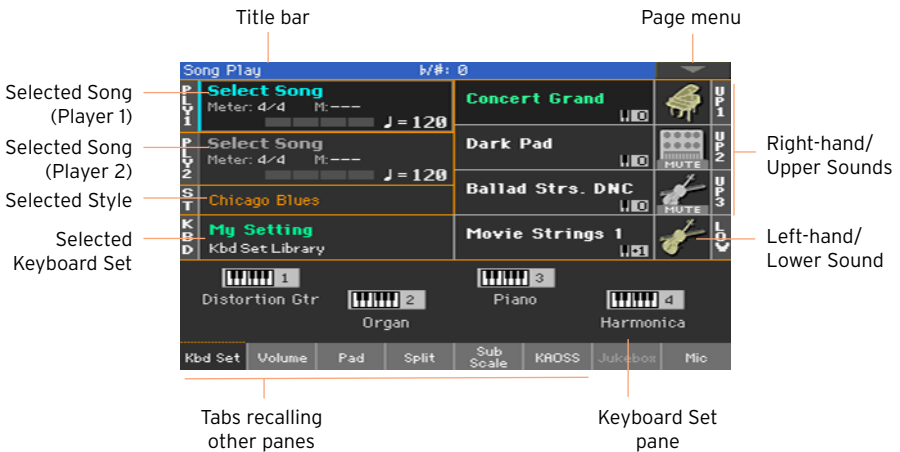 Title bar
Page menu
Song Play ♭/#: 0
Selected Song
(Player 1)
PLY1
Select Song
Meter: 4/4 M:---
♩=120
Concert Grand
0
UP1
Selected Song
(Player 2)
PLY2
Select Song
Meter: 4/4 M:---
♩=120
Dark Pad
0
MUTE
UP2
Right-hand/
Upper Sounds
Selected Style
ST
Chicago Blues
Ballad Strs. DNC
0
MUTE
UP3
Selected
Keyboard Set
KBD
My Setting
Kbd Set Library
Movie Strings 1
+1
LOW
Left-hand/
Lower Sound
1
Distortion Gtr
2
Organ
3
Piano
4
Harmonica
Kbd Set Volume Pad Split Sub Scale KAOSS Jukebox Mic
Tabs recalling
other panes
Keyboard Set
pane